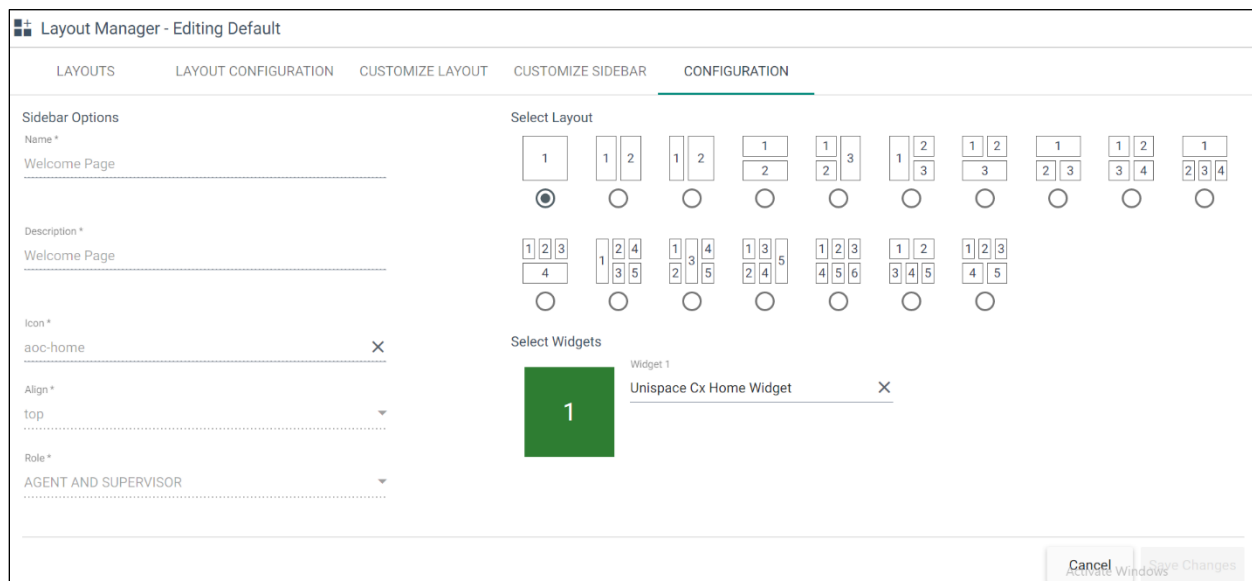 Layout Manager - Editing Default
LAYOUTS LAYOUT CONFIGURATION CUSTOMIZE LAYOUT CUSTOMIZE SIDEBAR CONFIGURATION
Sidebar Options
Name *
Welcome Page
Description *
Welcome Page
Icon *
aoc-home
Align *
top
Role *
AGENT AND SUPERVISOR
Select Layout
1 1 2 1 2 1 1 3 1 2 1 2 1 1 2 1
2 2 3 3 2 3 3 4 2 3 4
1 2 3 1 2 4 1 3 4 1 3 5 1 2 3 1 2 1 2 3
4 3 5 2 5 2 4 4 5 6 3 4 5 4 5
Select Widgets
Widget 1
1 Unispace Cx Home Widget
Cancel Save Changes
Activate Windows